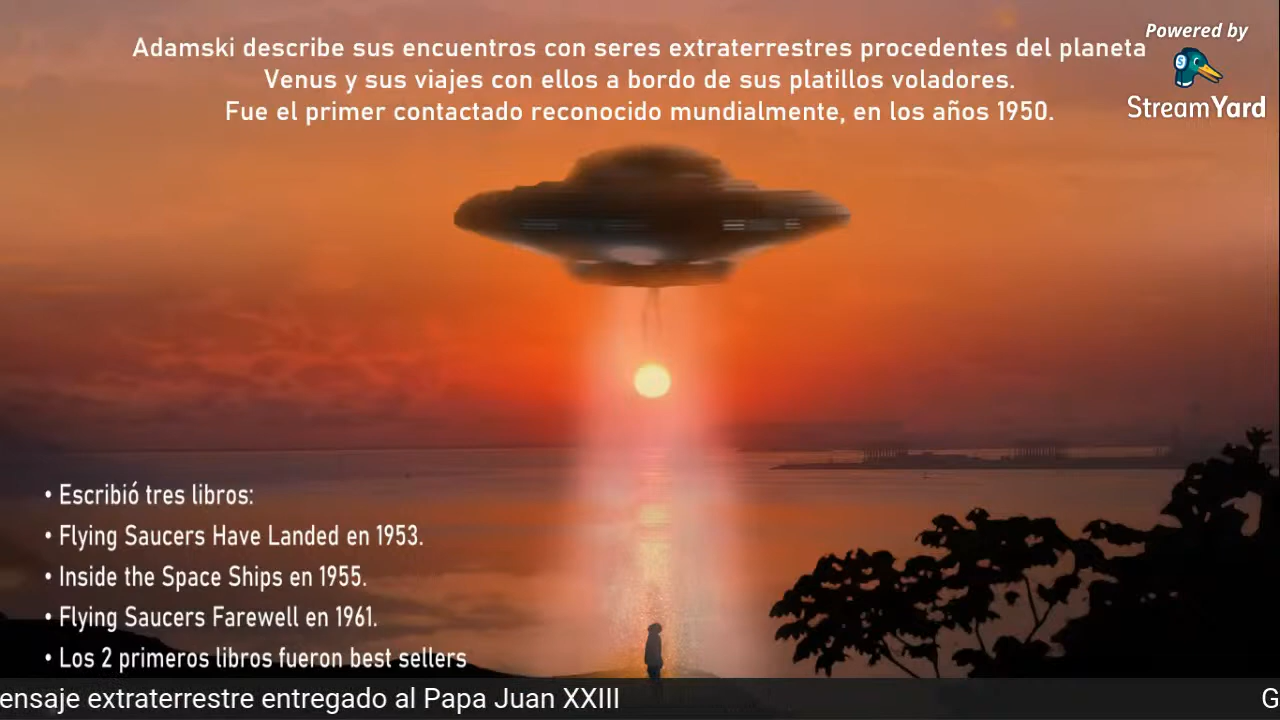 Adamski describe sus encuentros con seres extraterrestres procedentes del planeta
Venus y sus viajes con ellos a bordo de sus platillos voladores.
Fue el primer contactado reconocido mundialmente, en los años 1950.
Powered by
StreamYard
• Escribió tres libros:
• Flying Saucers Have Landed en 1953.
• Inside the Space Ships en 1955.
• Flying Saucers Farewell en 1961.
• Los 2 primeros libros fueron best sellers
ensaje extraterrestre entregado al Papa Juan XXIII
G